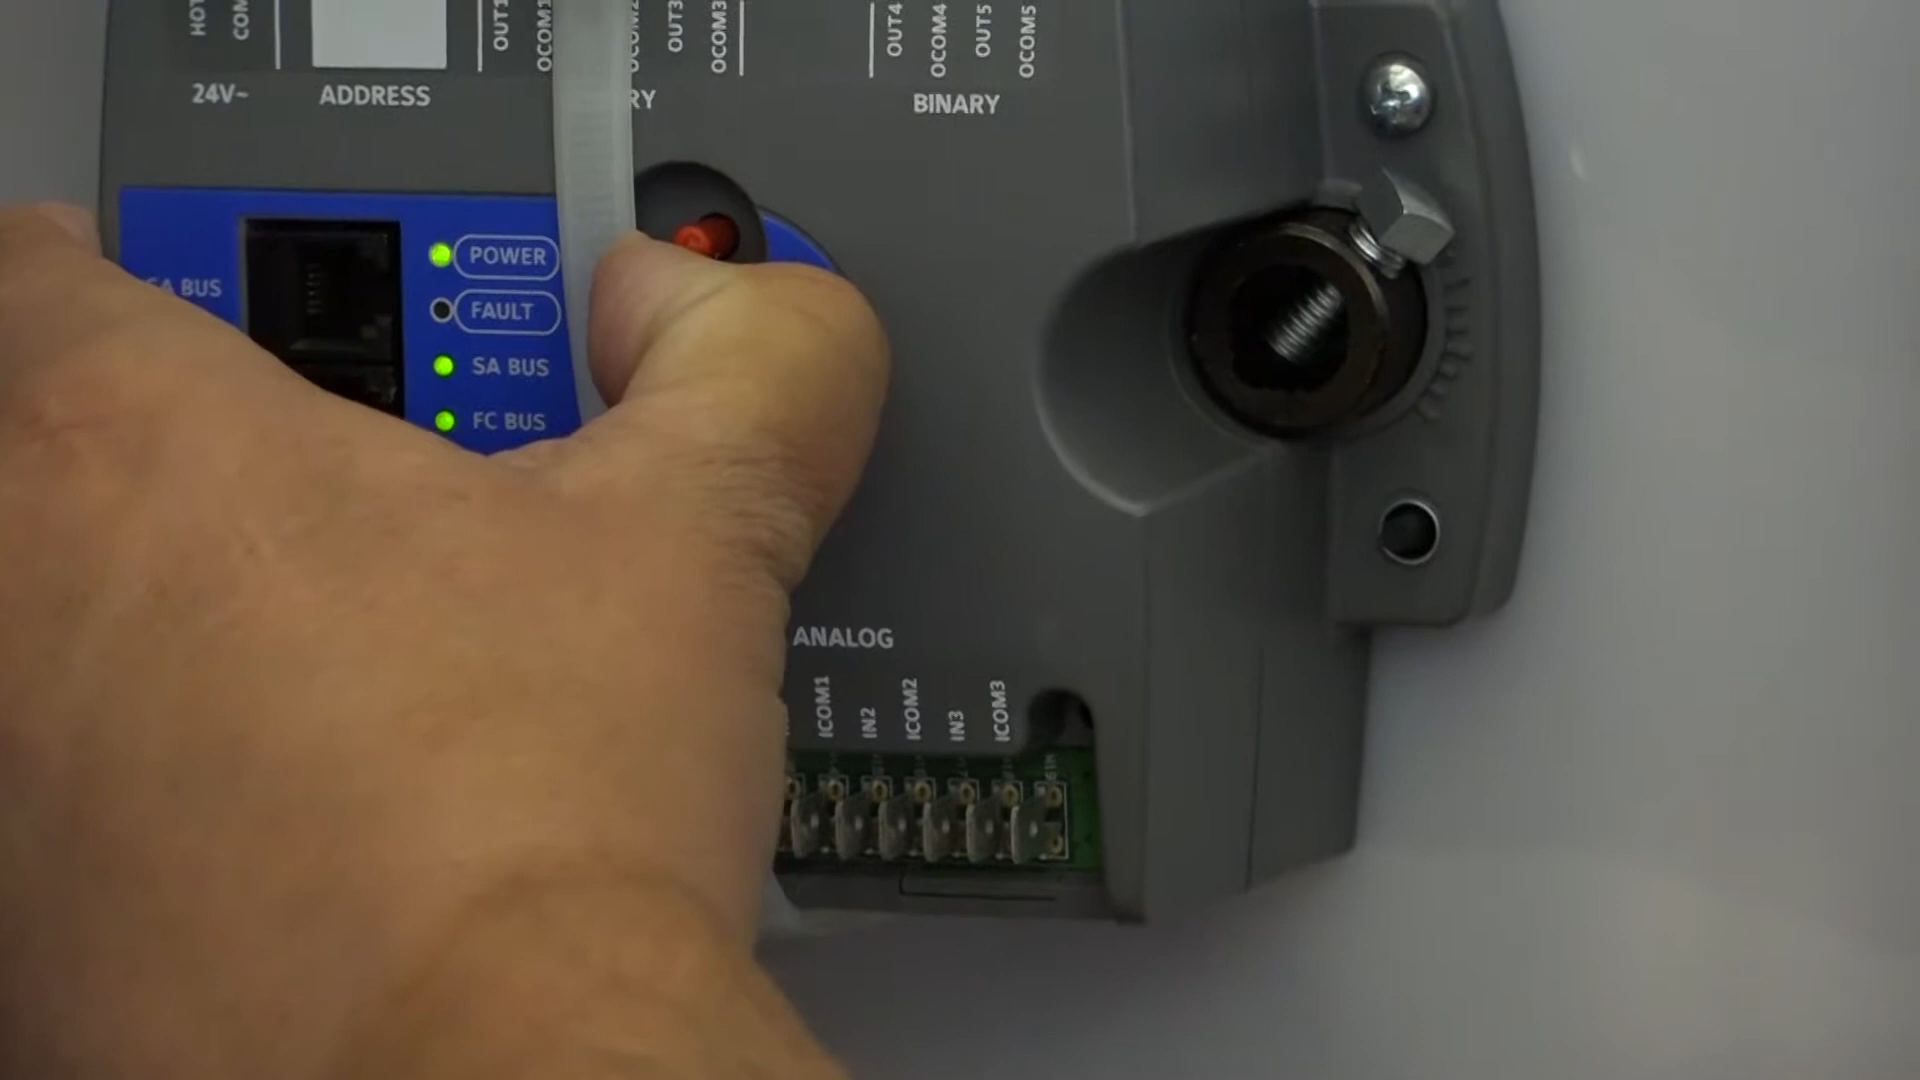 HOT
COM
OUT1
OCOM1
OCOM2
OUT3
OCOM3
OUT4
OCOM4
OUT5
OCOM5
24V~
ADDRESS
RY
BINARY
SA BUS
POWER
FAULT
SA BUS
FC BUS
ANALOG
ICOM1
IN2
ICOM2
IN3
ICOM3